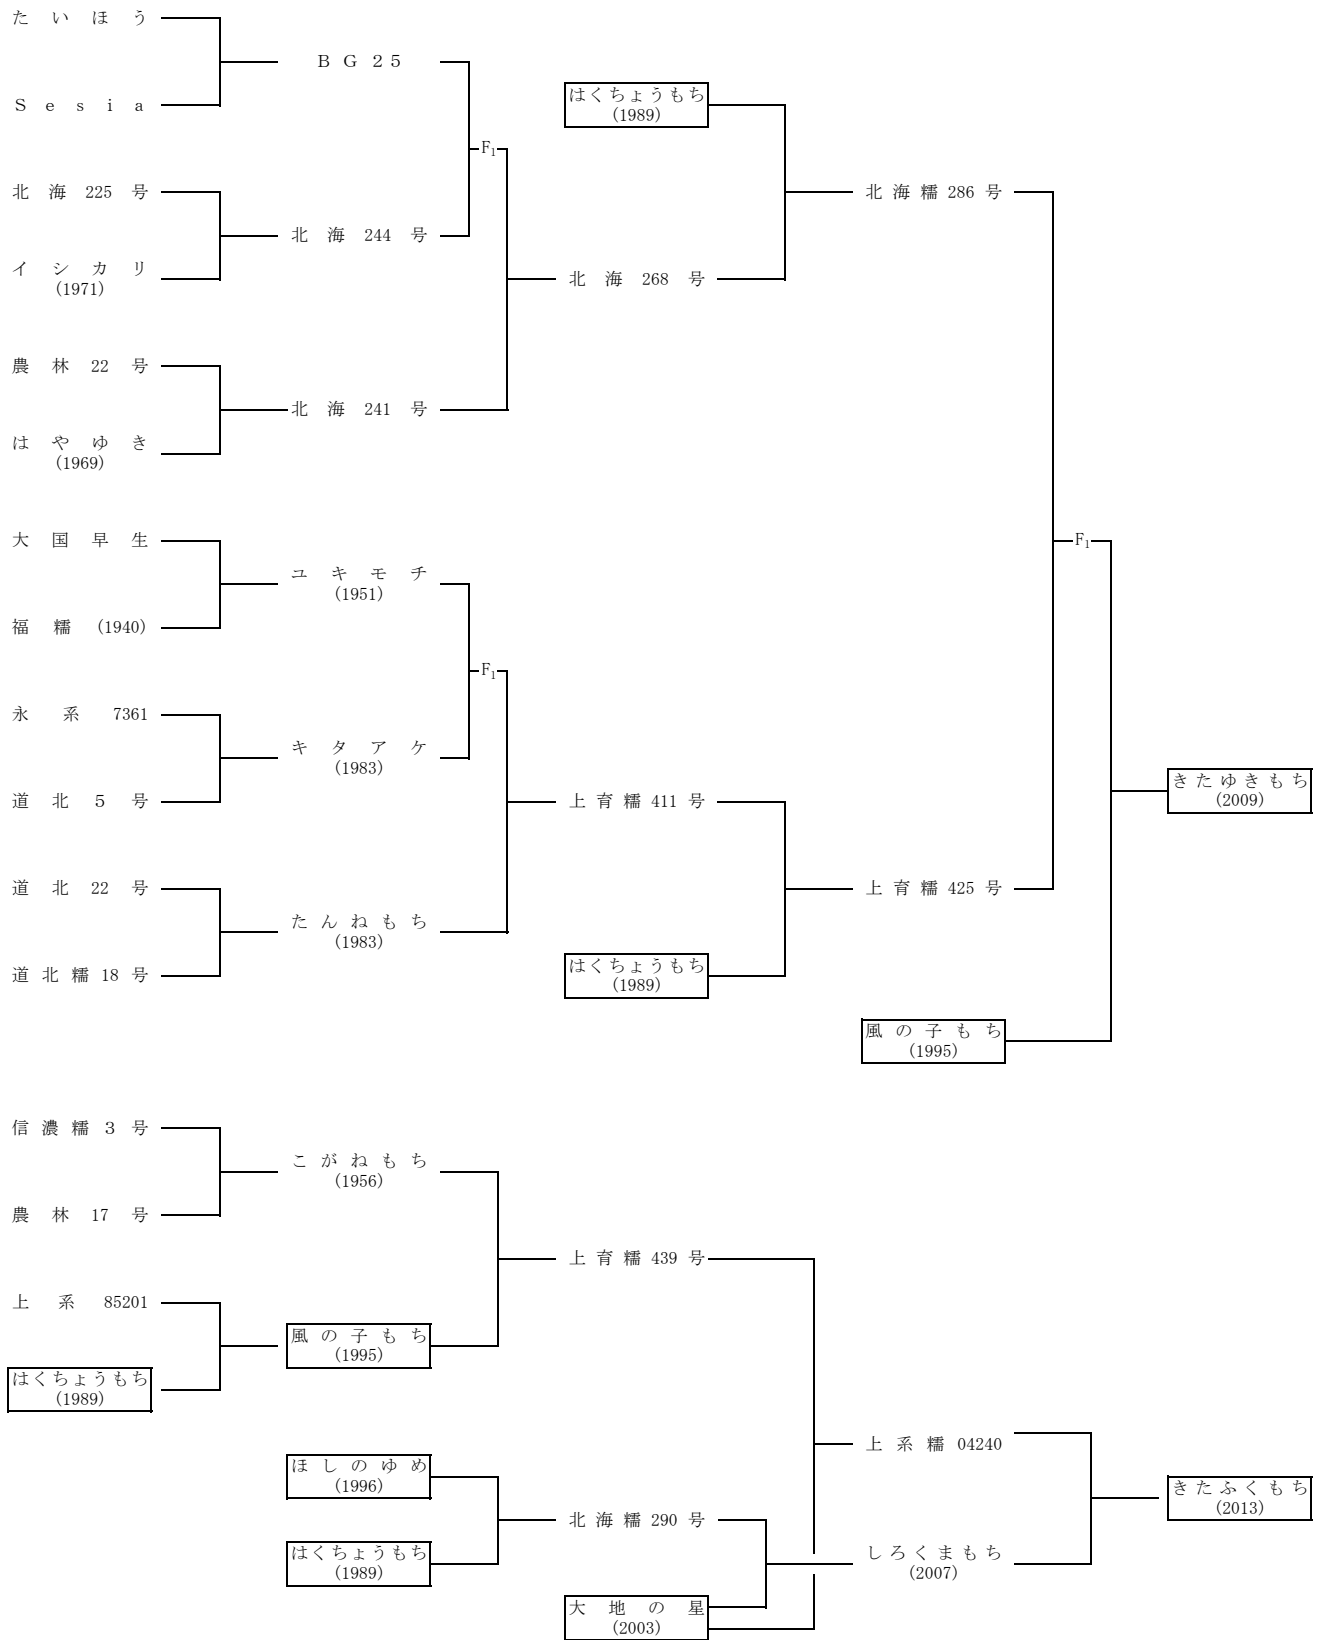 たいほう
BG25
Sesia
はくちょうもち
(1989)
F1
北海225号
北海糯286号
北海244号
イシカリ
(1971)
北海268号
農林22号
北海241号
はやゆき
(1969)
大国早生
F1
ユキモチ
(1951)
福糯(1940)
F1
永系7361
キタアケ
(1983)
きたゆきもち
(2009)
道北5号
上育糯411号
道北22号
上育糯425号
たんねもち
(1983)
道北糯18号
はくちょうもち
(1989)
風の子もち
(1995)
信濃糯3号
こがねもち
(1956)
農林17号
上育糯439号
上系85201
風の子もち
(1995)
はくちょうもち
(1989)
上系糯04240
ほしのゆめ
(1996)
きたふくもち
(2013)
北海糯290号
はくちょうもち
(1989)
しろくまもち
(2007)
大地の星
(2003)